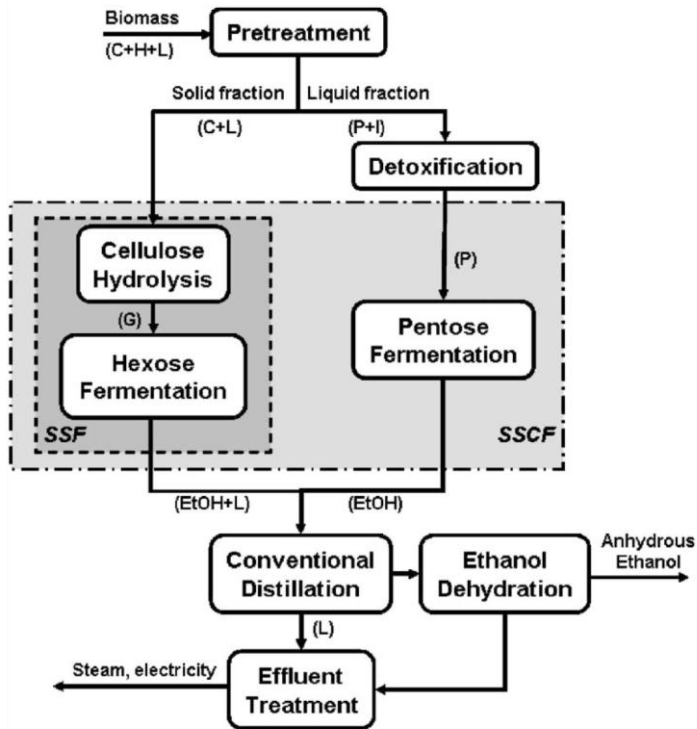 Biomass
(C+H+L)
Pretreatment
Solid fraction
Liquid fraction
(C+L)
(P+I)
Detoxification
Cellulose
Hydrolysis
(P)
(G)
Hexose
Fermentation
Pentose
Fermentation
SSF
SSCF
(EtOH+L)
(EtOH)
Conventional
Distillation
Ethanol
Dehydration
Anhydrous
Ethanol
(L)
Steam, electricity
Effluent
Treatment